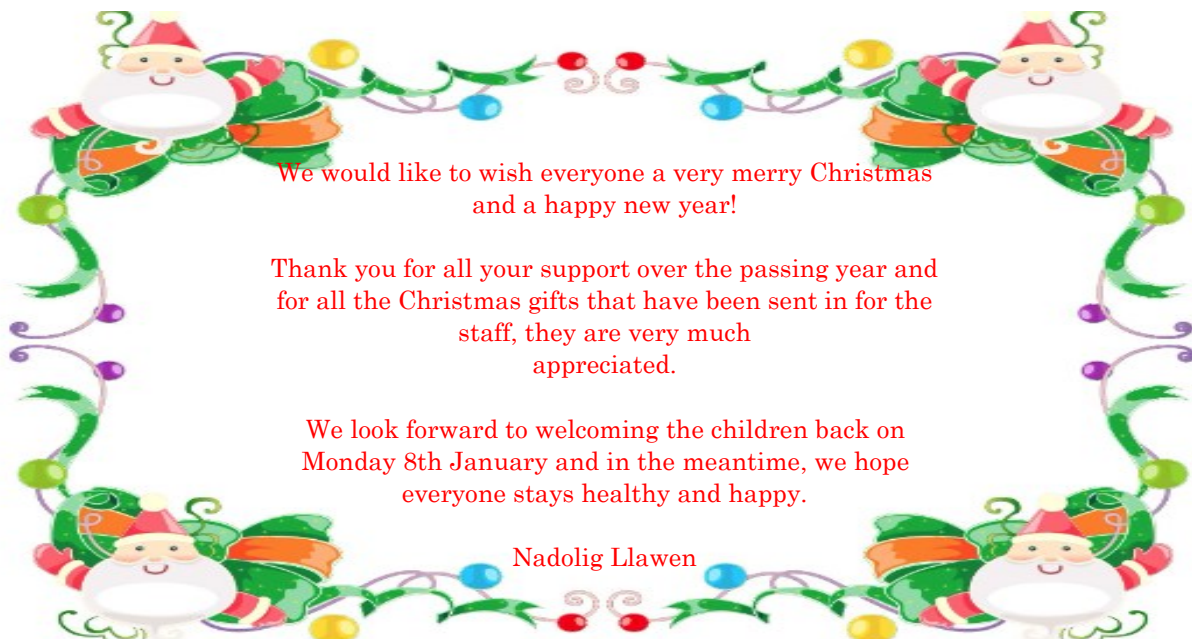 We would like to wish everyone a very merry Christmas
and a happy new year!
Thank you for all your support over the passing year and
for all the Christmas gifts that have been sent in for the
staff, they are very much
appreciated.
We look forward to welcoming the children back on
Monday 8th January and in the meantime, we hope
everyone stays healthy and happy.
Nadolig Llawen